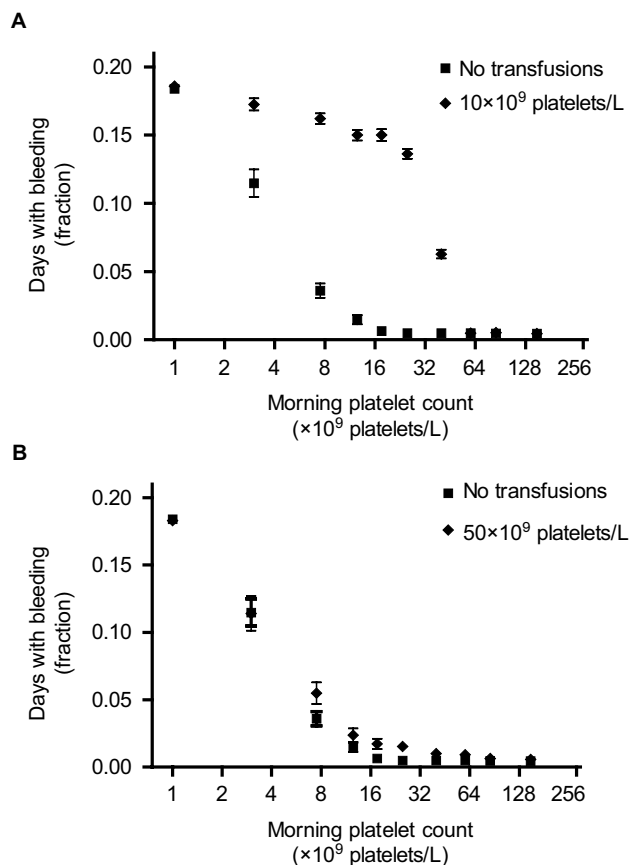 A
0.20
0.15
0.10
0.05
0.00
Days with bleeding
(fraction)
No transfusions
10×10⁹ platelets/L
1 2 4 8 16 32 64 128 256
Morning platelet count
(×10⁹ platelets/L)
B
0.20
0.15
0.10
0.05
0.00
Days with bleeding
(fraction)
No transfusions
50×10⁹ platelets/L
1 2 4 8 16 32 64 128 256
Morning platelet count
(×10⁹ platelets/L)